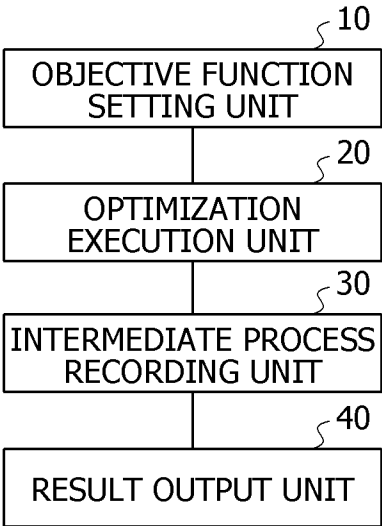 10
OBJECTIVE FUNCTION
SETTING UNIT
20
OPTIMIZATION
EXECUTION UNIT
30
INTERMEDIATE PROCESS
RECORDING UNIT
40
RESULT OUTPUT UNIT